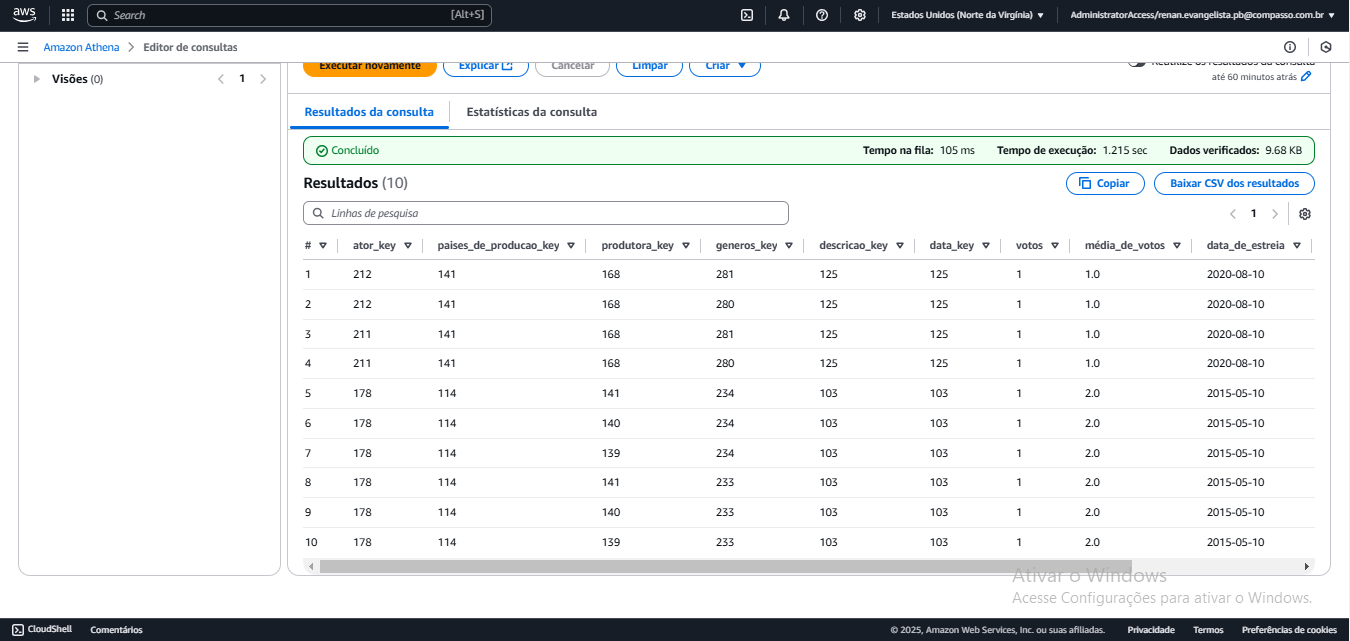 aws
Search [Alt+S]
Estados Unidos (Norte da Virgínia)
AdministratorAccess/renan.evangelista.pb@compasso.com.br
Amazon Athena > Editor de consultas
Visões (0)
< 1 >
Executar novamente Explicar Cancelar Limpar Criar
Reutilize os resultados da consulta
até 60 minutos atrás
Resultados da consulta Estatísticas da consulta
Concluído Tempo na fila: 105 ms Tempo de execução: 1.215 sec Dados verificados: 9.68 KB
Resultados (10) Copiar Baixar CSV dos resultados
Linhas de pesquisa < 1 >
# ator_key paises_de_producao_key produtora_key generos_key descricao_key data_key votos média_de_votos data_de_estreia
1 212 141 168 281 125 125 1 1.0 2020-08-10
2 212 141 168 280 125 125 1 1.0 2020-08-10
3 211 141 168 281 125 125 1 1.0 2020-08-10
4 211 141 168 280 125 125 1 1.0 2020-08-10
5 178 114 141 234 103 103 1 2.0 2015-05-10
6 178 114 140 234 103 103 1 2.0 2015-05-10
7 178 114 139 234 103 103 1 2.0 2015-05-10
8 178 114 141 233 103 103 1 2.0 2015-05-10
9 178 114 140 233 103 103 1 2.0 2015-05-10
10 178 114 139 233 103 103 1 2.0 2015-05-10
Ativar o Windows
Acesse Configurações para ativar o Windows.
CloudShell Comentários © 2025, Amazon Web Services, Inc. ou suas afiliadas. Privacidade Termos Preferências de cookies